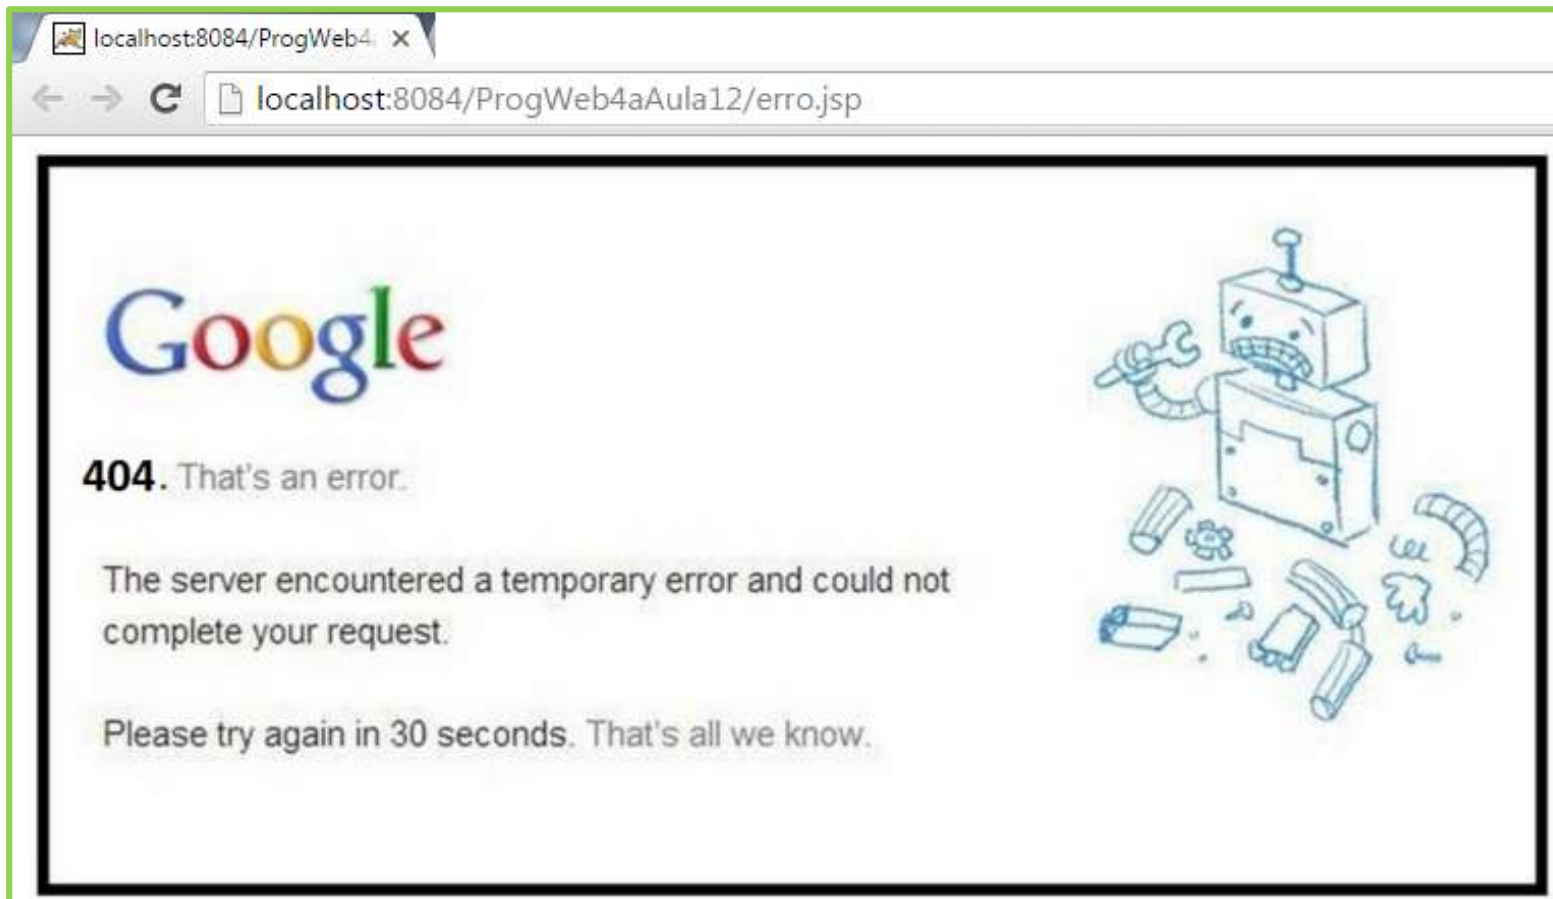 localhost:8084/ProgWeb4
localhost:8084/ProgWeb4aAula12/erro.jsp
Google
404. That's an error.
The server encountered a temporary error and could not
complete your request.
Please try again in 30 seconds. That's all we know.